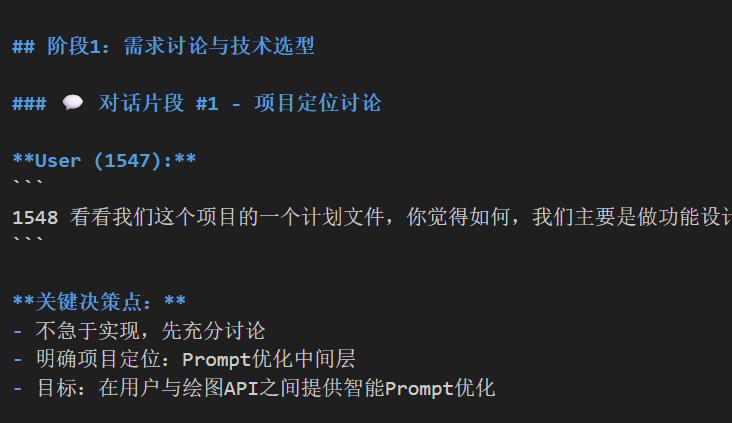 ## 阶段1：需求讨论与技术选型
### 💬 对话片段 #1 - 项目定位讨论
**User (1547):**
```
1548 看看我们这个项目的一个计划文件，你觉得如何，我们主要是做功能设
```
**关键决策点：**
- 不急于实现，先充分讨论
- 明确项目定位：Prompt优化中间层
- 目标：在用户与绘图API之间提供智能Prompt优化